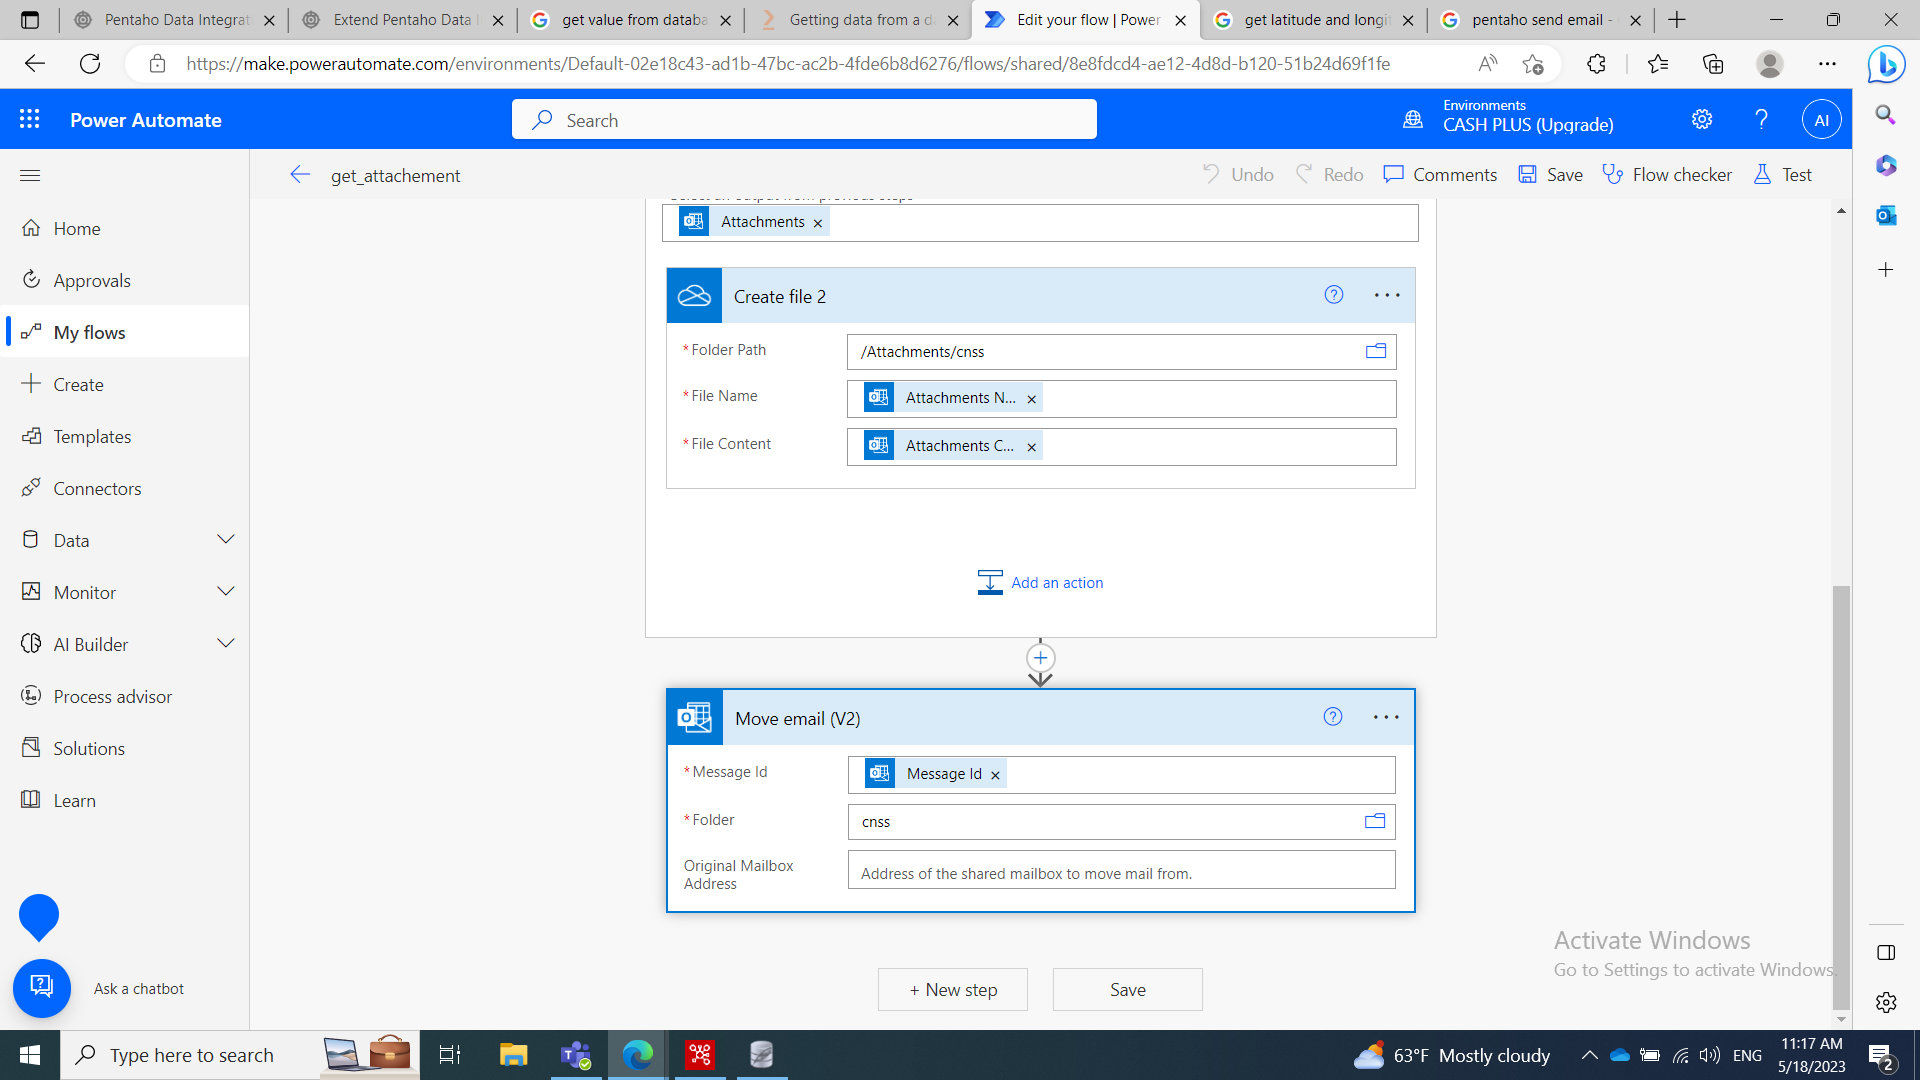 Pentaho Data Integrat
Extend Pentaho Data I
get value from databa
Getting data from a d
Edit your flow | Power
get latitude and longit
pentaho send email -
https://make.powerautomate.com/environments/Default-02e18c43-ad1b-47bc-ac2b-4fde6b8d6276/flows/shared/8e8fdcd4-ae12-4d8d-b120-51b24d69f1fe
Power Automate
Search
Environments
CASH PLUS (Upgrade)
AI
get_attachement
Undo
Redo
Comments
Save
Flow checker
Test
Home
Approvals
My flows
Create
Templates
Connectors
Data
Monitor
AI Builder
Process advisor
Solutions
Learn
Ask a chatbot
Select an output from previous steps
Attachments
Create file 2
*Folder Path
/Attachments/cnss
*File Name
Attachments N...
*File Content
Attachments C...
Add an action
Move email (V2)
*Message Id
Message Id
*Folder
cnss
Original Mailbox
Address
Address of the shared mailbox to move mail from.
+ New step
Save
Activate Windows
Go to Settings to activate Windows.
Type here to search
63°F Mostly cloudy
ENG
11:17 AM
5/18/2023
2